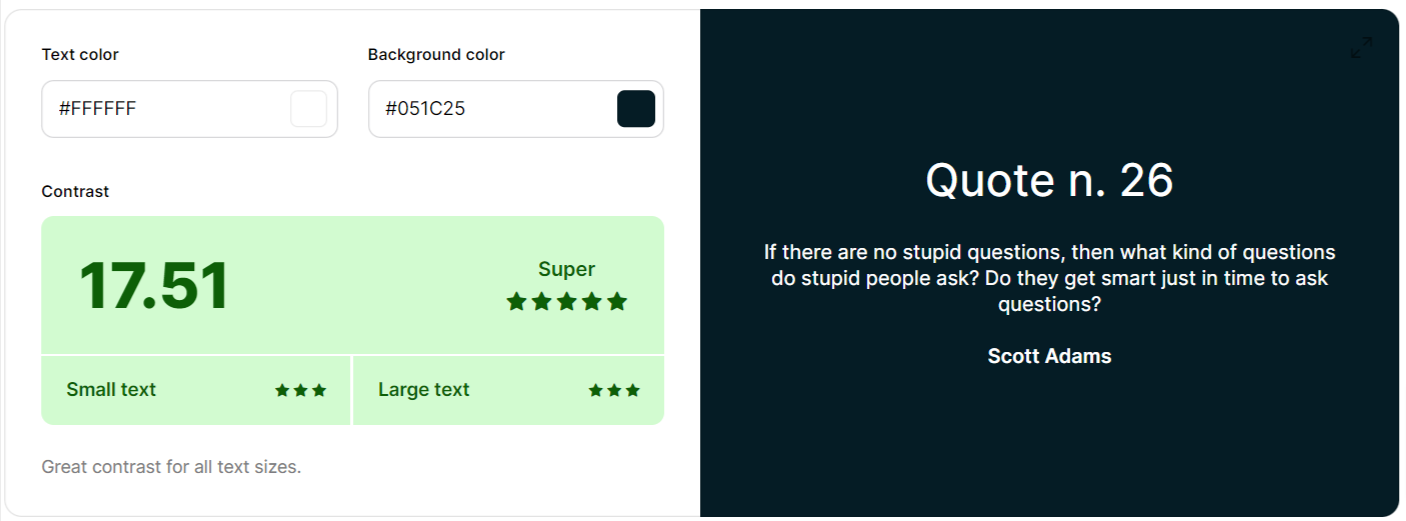 Text color
#FFFFFF
Background color
#051C25
Contrast
17.51
Super
Small text
Large text
Great contrast for all text sizes.
Quote n. 26
If there are no stupid questions, then what kind of questions
do stupid people ask? Do they get smart just in time to ask
questions?
Scott Adams